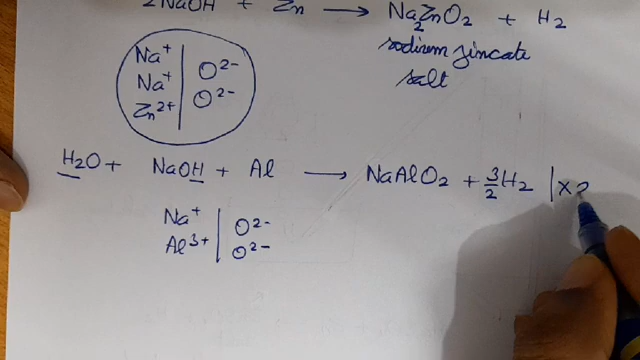 2NaOH + Zn → Na₂ZnO₂ + H₂
sodium zincate
salt
Na⁺ | O²⁻
Na⁺ | O²⁻
Zn²⁺
H₂O + NaOH + Al → NaAlO₂ + 3/2 H₂ | ×2
Na⁺ | O²⁻
Al³⁺ | O²⁻